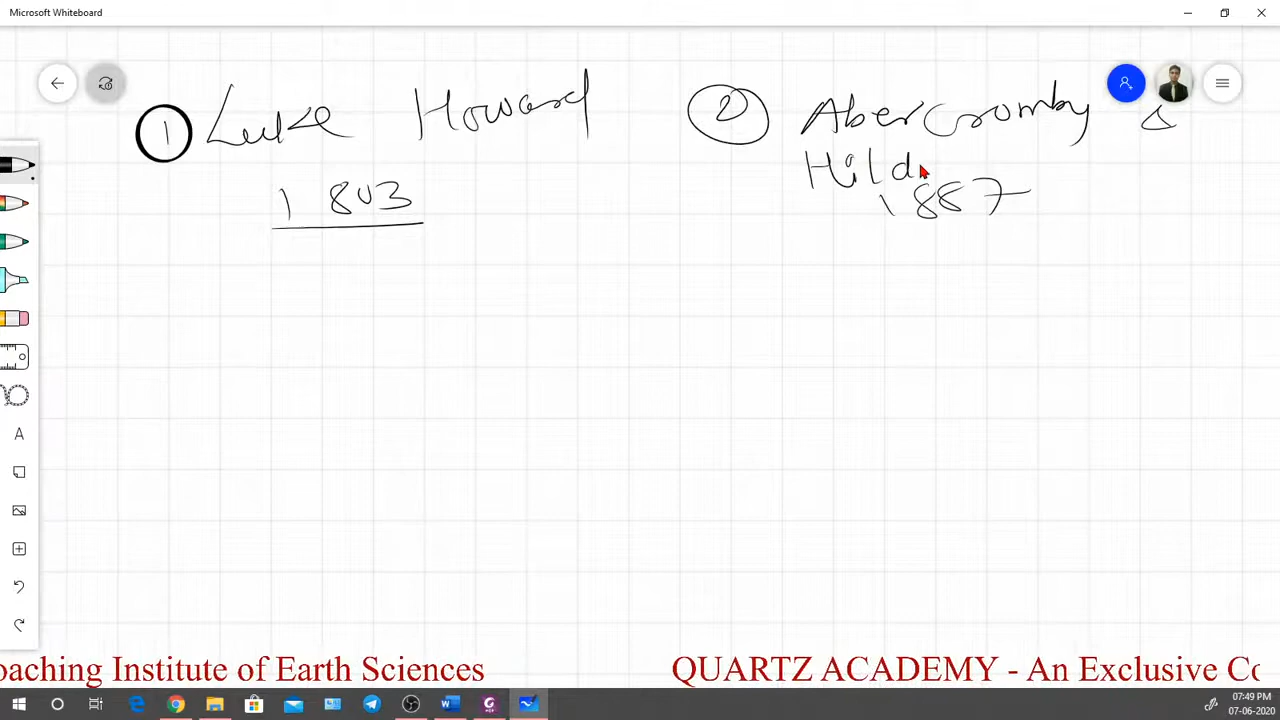 Microsoft Whiteboard
1 Luke Howard
1803
2 Abercromby &
Hild
1887
A
oaching Institute of Earth Sciences QUARTZ ACADEMY - An Exclusive Co
07:49 PM
07-06-2020